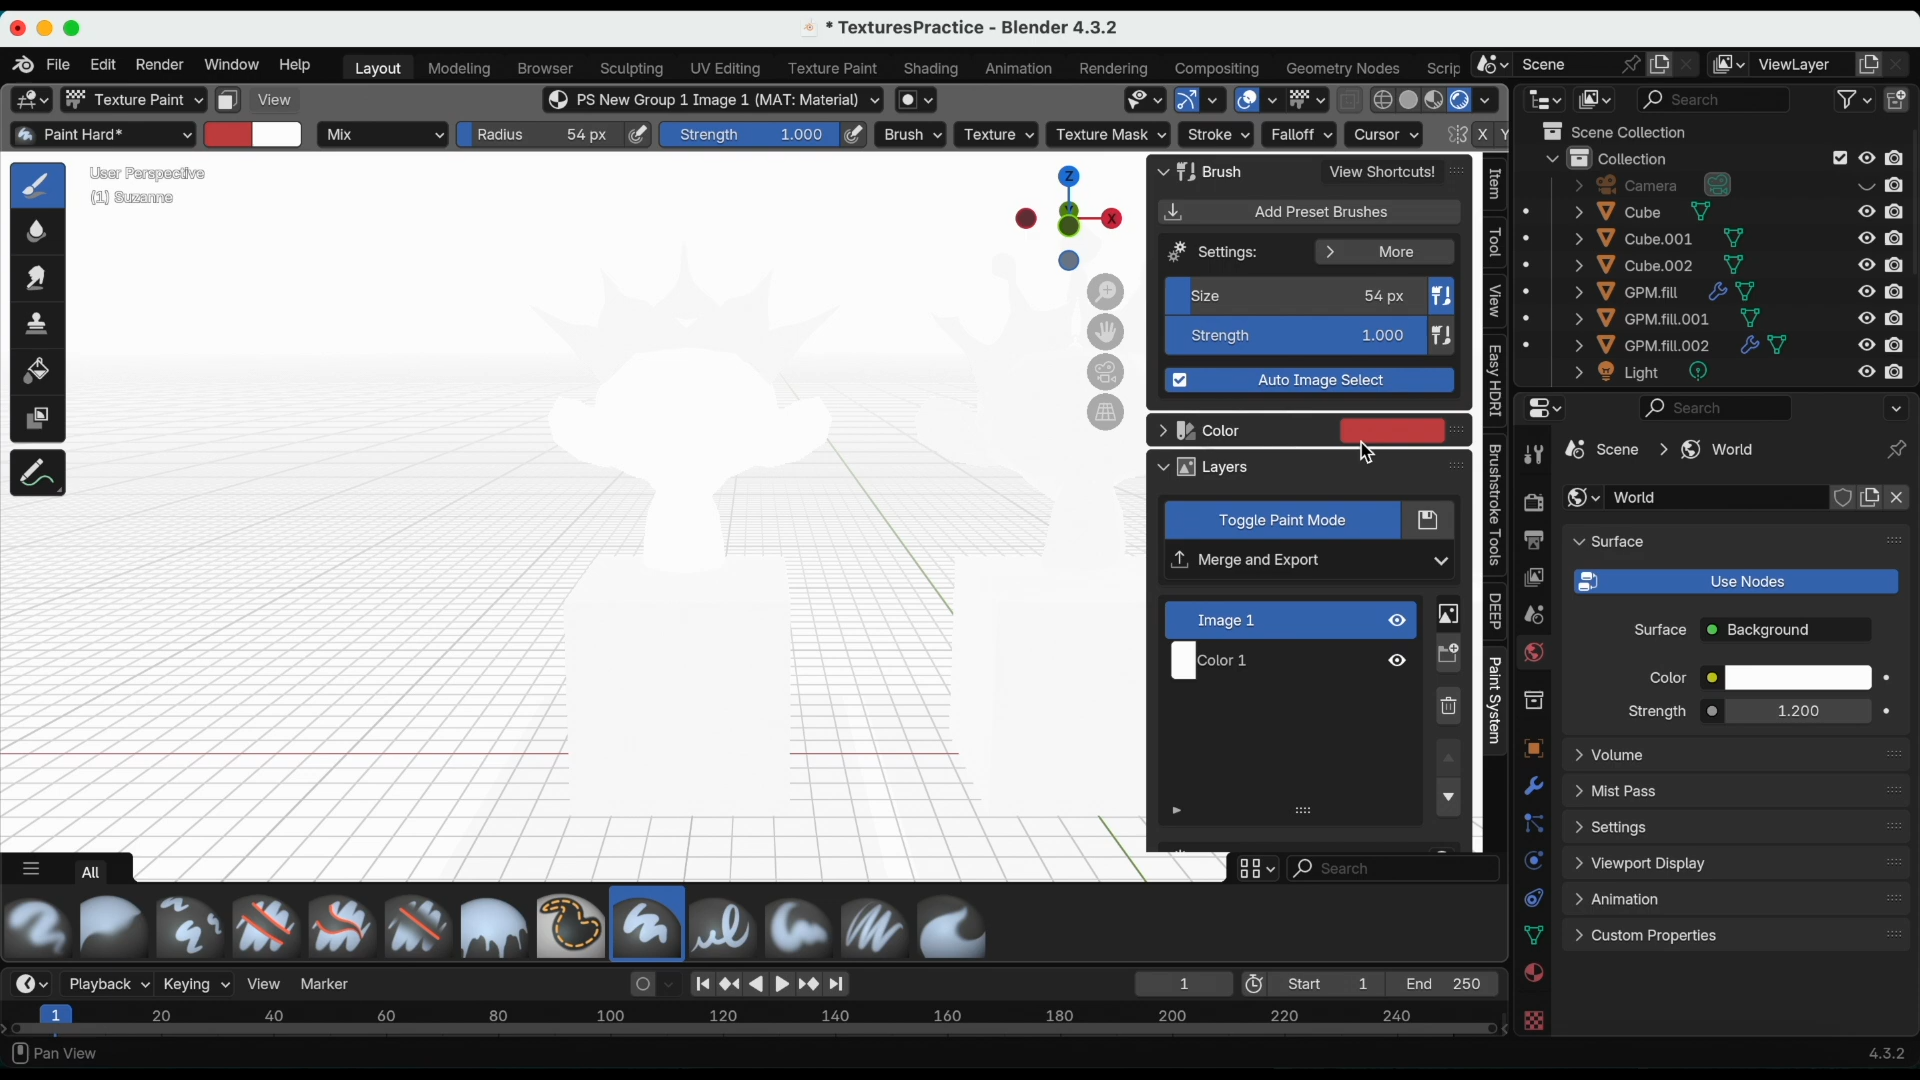 * TexturesPractice - Blender 4.3.2
File Edit Render Window Help Layout Modeling Browser Sculpting UV Editing Texture Paint Shading Animation Rendering Compositing Geometry Nodes Scrip Scene ViewLayer
Texture Paint View PS New Group 1 Image 1 (MAT: Material) Search
Paint Hard* Mix Radius 54 px Strength 1.000 Brush Texture Texture Mask Stroke Falloff Cursor X Y
User Perspective
(1) Suzanne
Z
X
Brush View Shortcuts!
Add Preset Brushes
Settings: More
Size 54 px
Strength 1.000
Auto Image Select
Color
Layers
Toggle Paint Mode
Merge and Export
Image 1
Color 1
Item
Tool
View
Easy HDRI
Brushstroke Tools
DEEP
Paint System
Scene Collection
Collection
Camera
Cube
Cube.001
Cube.002
GPM.fill
GPM.fill.001
GPM.fill.002
Light
Search
Scene World
World
Surface
Use Nodes
Surface Background
Color
Strength 1.200
Volume
Mist Pass
Settings
Viewport Display
Animation
Custom Properties
All Search
Playback Keying View Marker 1 Start 1 End 250
1 20 40 60 80 100 120 140 160 180 200 220 240
Pan View 4.3.2